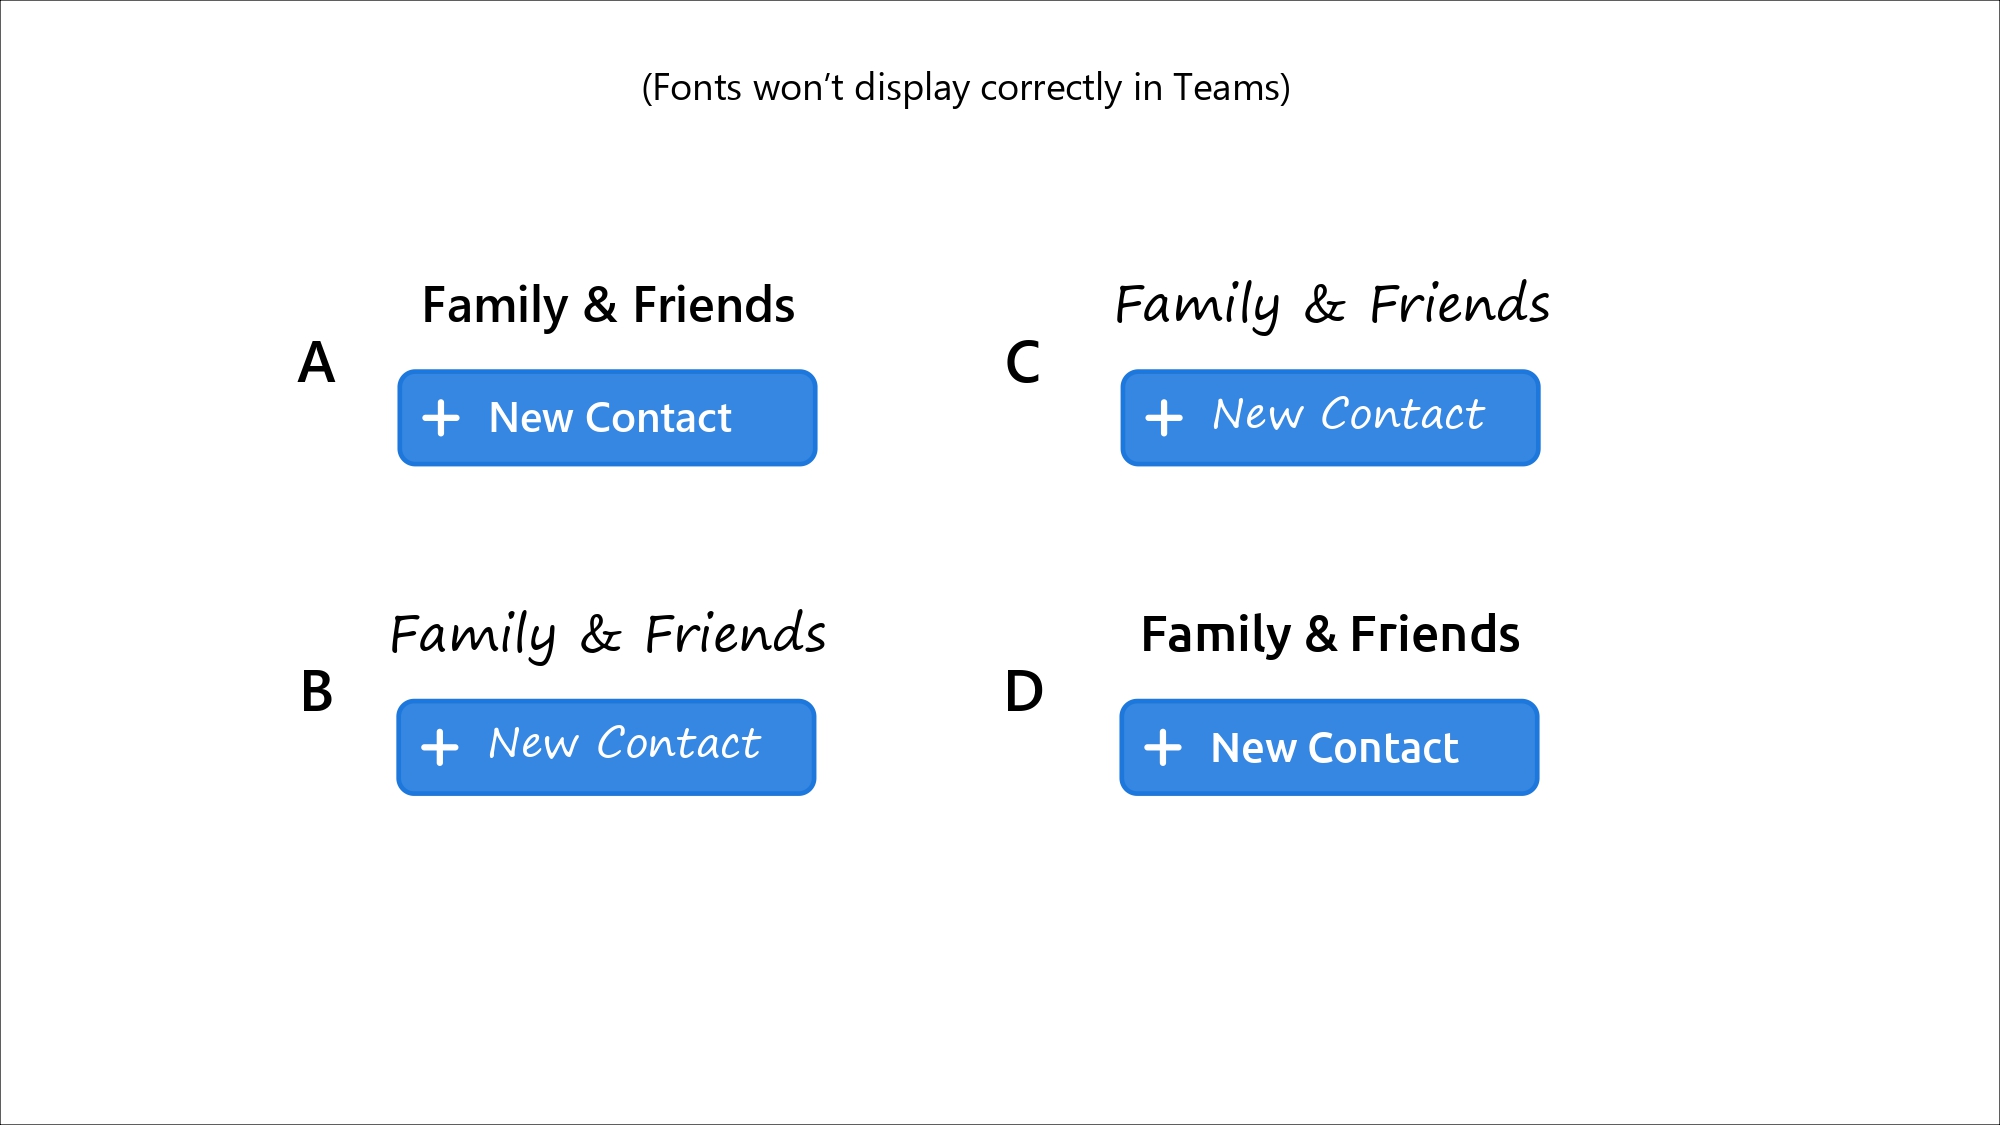 (Fonts won’t display correctly in Teams)
A
Family & Friends
+ New Contact
B
Family & Friends
+ New Contact
C
Family & Friends
+ New Contact
D
Family & Friends
+ New Contact